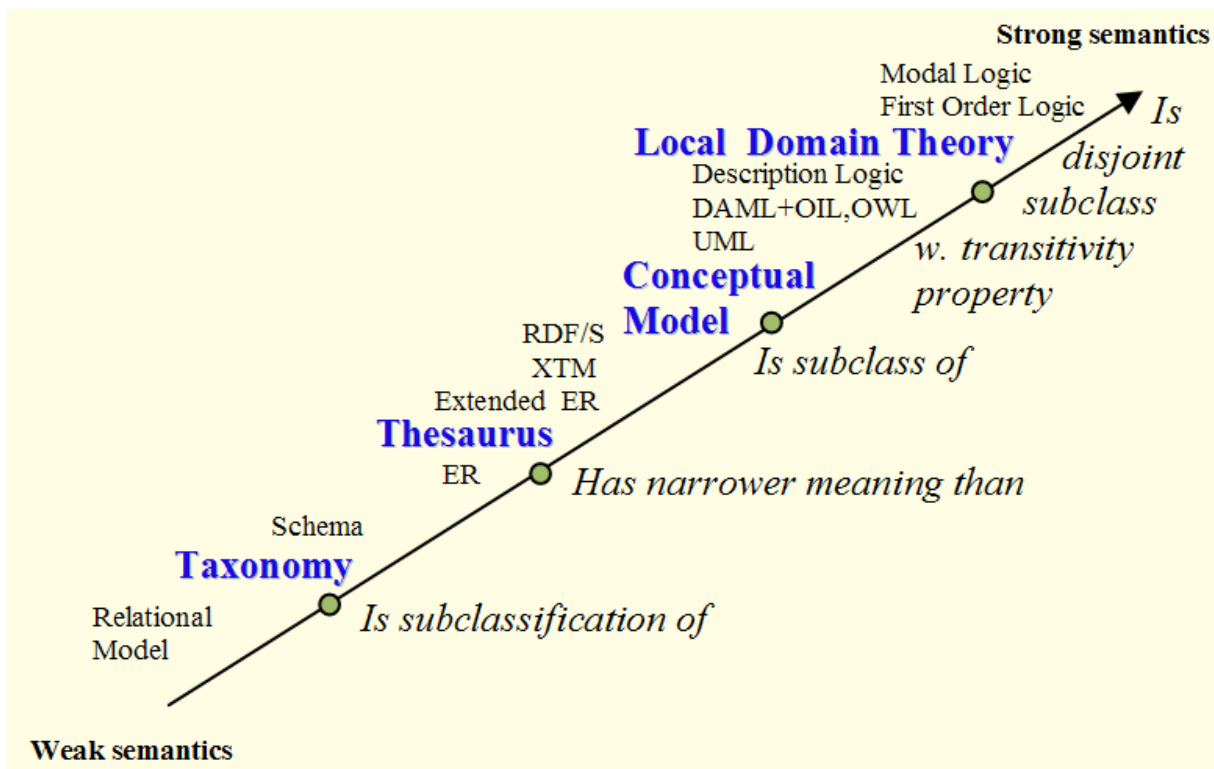 Strong semantics
Modal Logic
First Order Logic
Is
disjoint
subclass
w. transitivity
property
Local Domain Theory
Description Logic
DAML+OIL,OWL
UML
Conceptual
Model
Is subclass of
RDF/S
XTM
Extended ER
Thesaurus
ER
Has narrower meaning than
Schema
Taxonomy
Is subclassification of
Relational
Model
Weak semantics